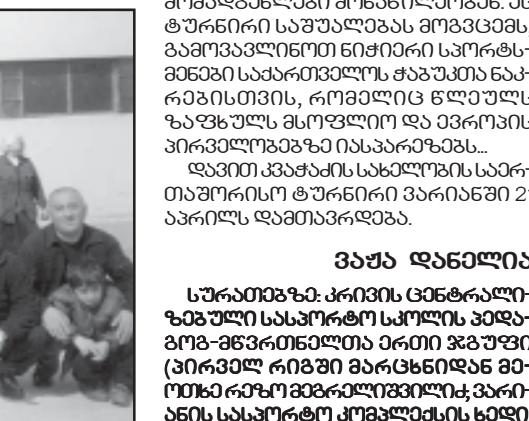 ტურნირი საშუალებას მოგვცემს,
გამოვავლინოთ ნიჭიერი სპორტს-
მენები საქართველოს ჭაბუკთა ნაკ-
რებისთვის, რომელიც წლეულს
ზაფხულს მსოფლიო და ევროპის
პირველობებზე იასპარეზებს...
დავით კვაჭაძის სახელობის საერ-
თაშორისო ტურნირი ვარიანში 21
აპრილს დამთავრდება.
ვაჟა დანელია
სურათებზე: კრივის ცენტრალი-
ზებული სასპორტო სკოლის პედა-
გოგ-მწვრთნელთა ერთი ჯგუფი
(პირველ რიგში მარცხნიდან მე-
ოთხე რეზო მეგრელიშვილი); ვარი-
ანის სასპორტო კომპლექსის ხედი